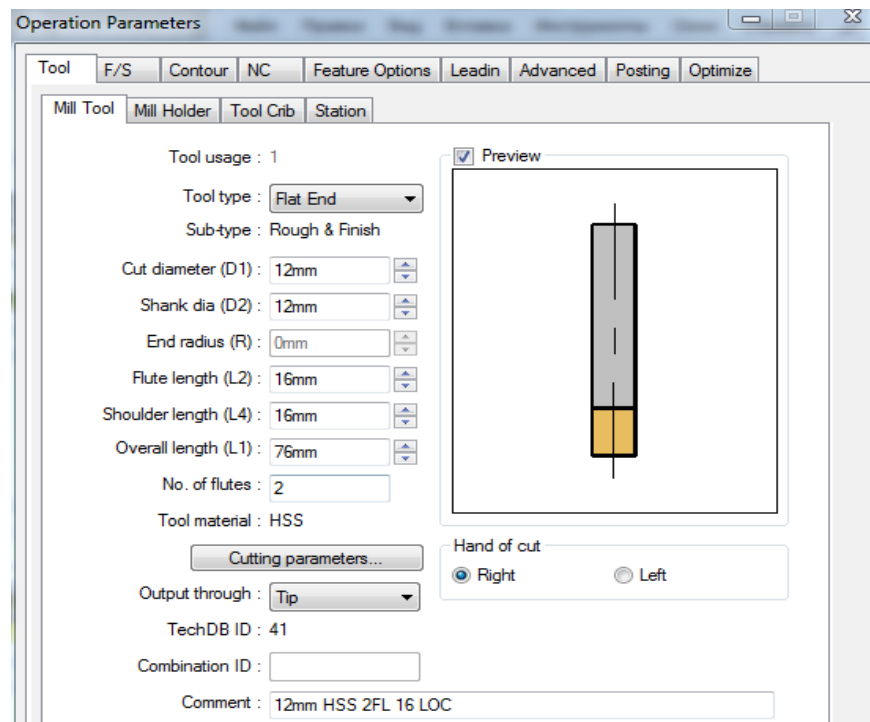 Operation Parameters
Tool F/S Contour NC Feature Options Leadin Advanced Posting Optimize
Mill Tool Mill Holder Tool Crib Station
Tool usage : 1
Preview
Tool type : Flat End
Sub-type : Rough & Finish
Cut diameter (D1) : 12mm
Shank dia (D2) : 12mm
End radius (R) : 0mm
Flute length (L2) : 16mm
Shoulder length (L4) : 16mm
Overall length (L1) : 76mm
No. of flutes : 2
Tool material : HSS
Cutting parameters...
Hand of cut
Right Left
Output through : Tip
TechDB ID : 41
Combination ID :
Comment : 12mm HSS 2FL 16 LOC